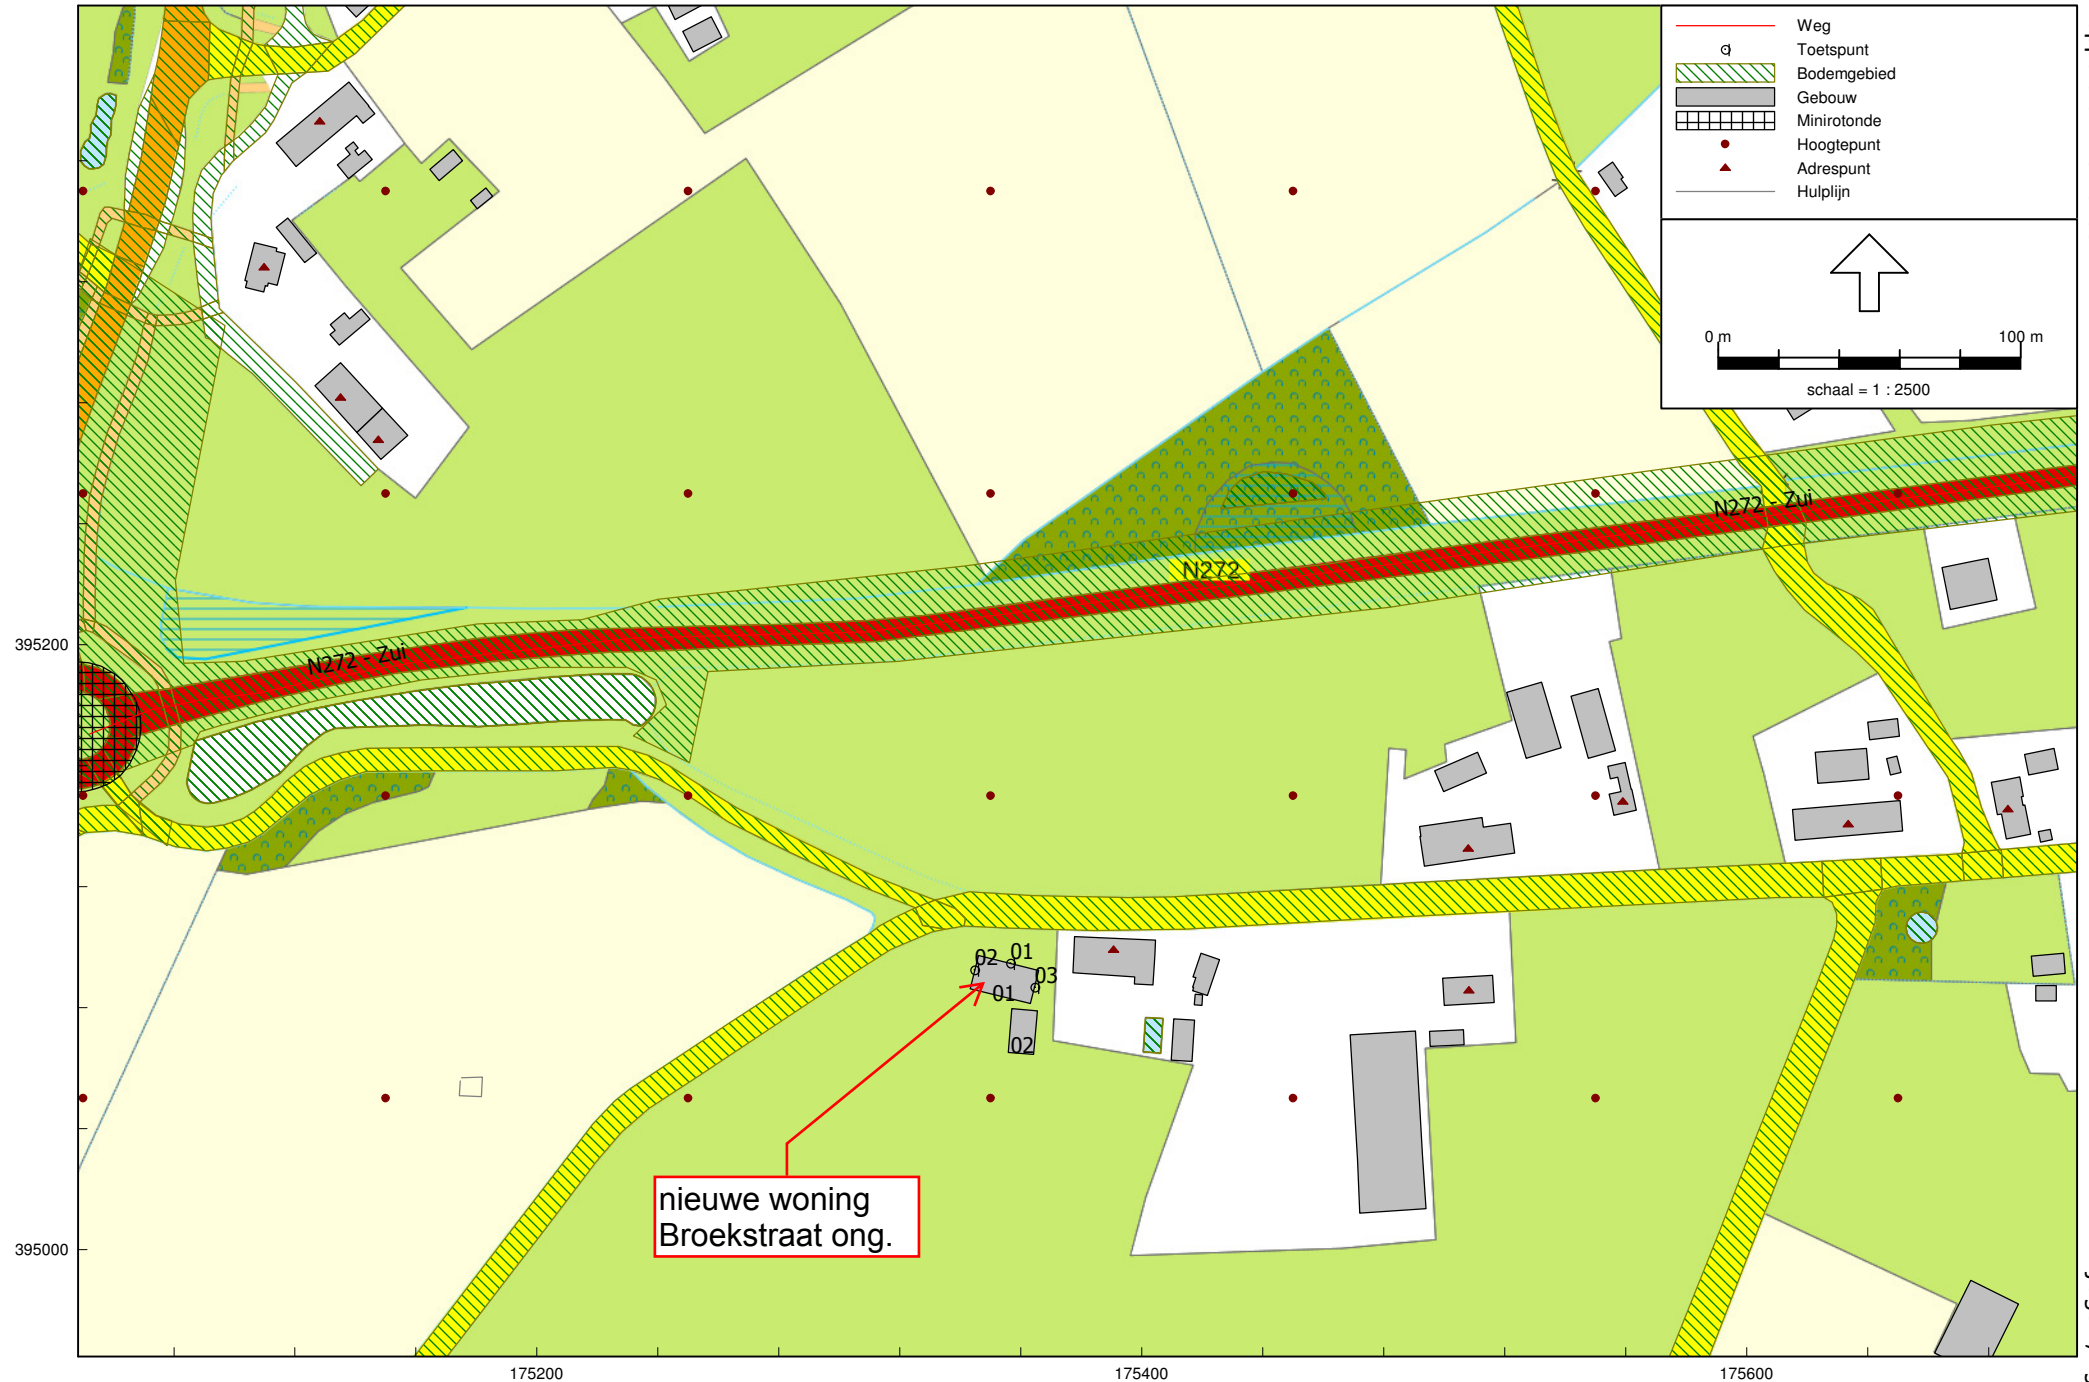 Weg
Toetspunt
Bodemgebied
Gebouw
Minirotonde
Hoogtepunt
Adrespunt
Hulplijn
0 m
100 m
schaal = 1 : 2500
N272 - Zui
N272
395200
N272 - Zui
01
02
03
01
02
nieuwe woning
Broekstraat ong.
395000
175200
175400
175600